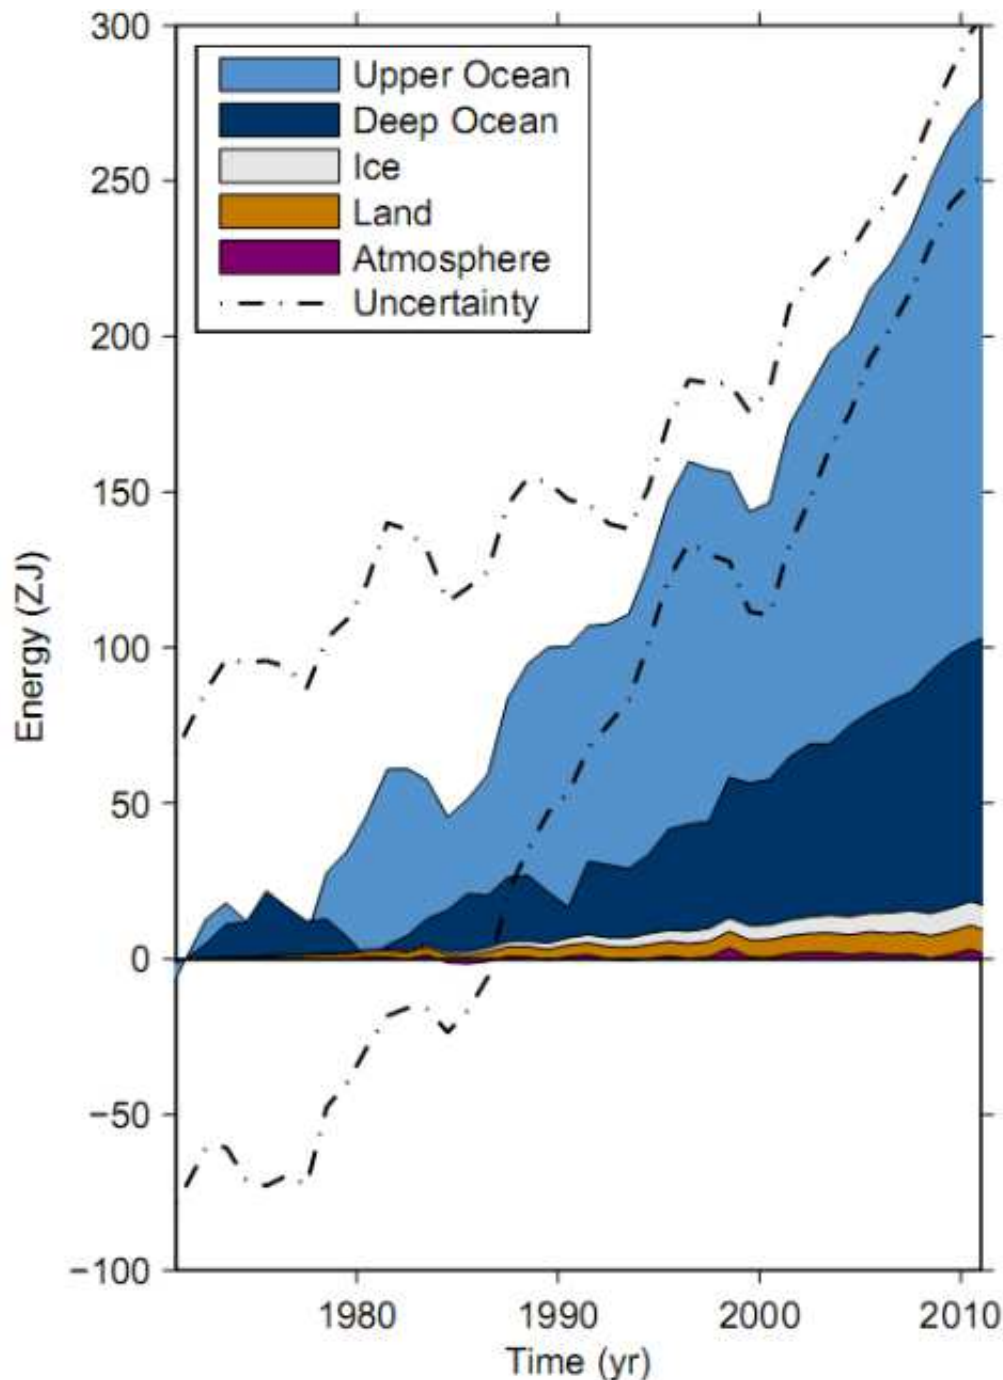 300
250
200
150
100
50
0
−50
−100
Energy (ZJ)
Upper Ocean
Deep Ocean
Ice
Land
Atmosphere
Uncertainty
1980
1990
2000
2010
Time (yr)